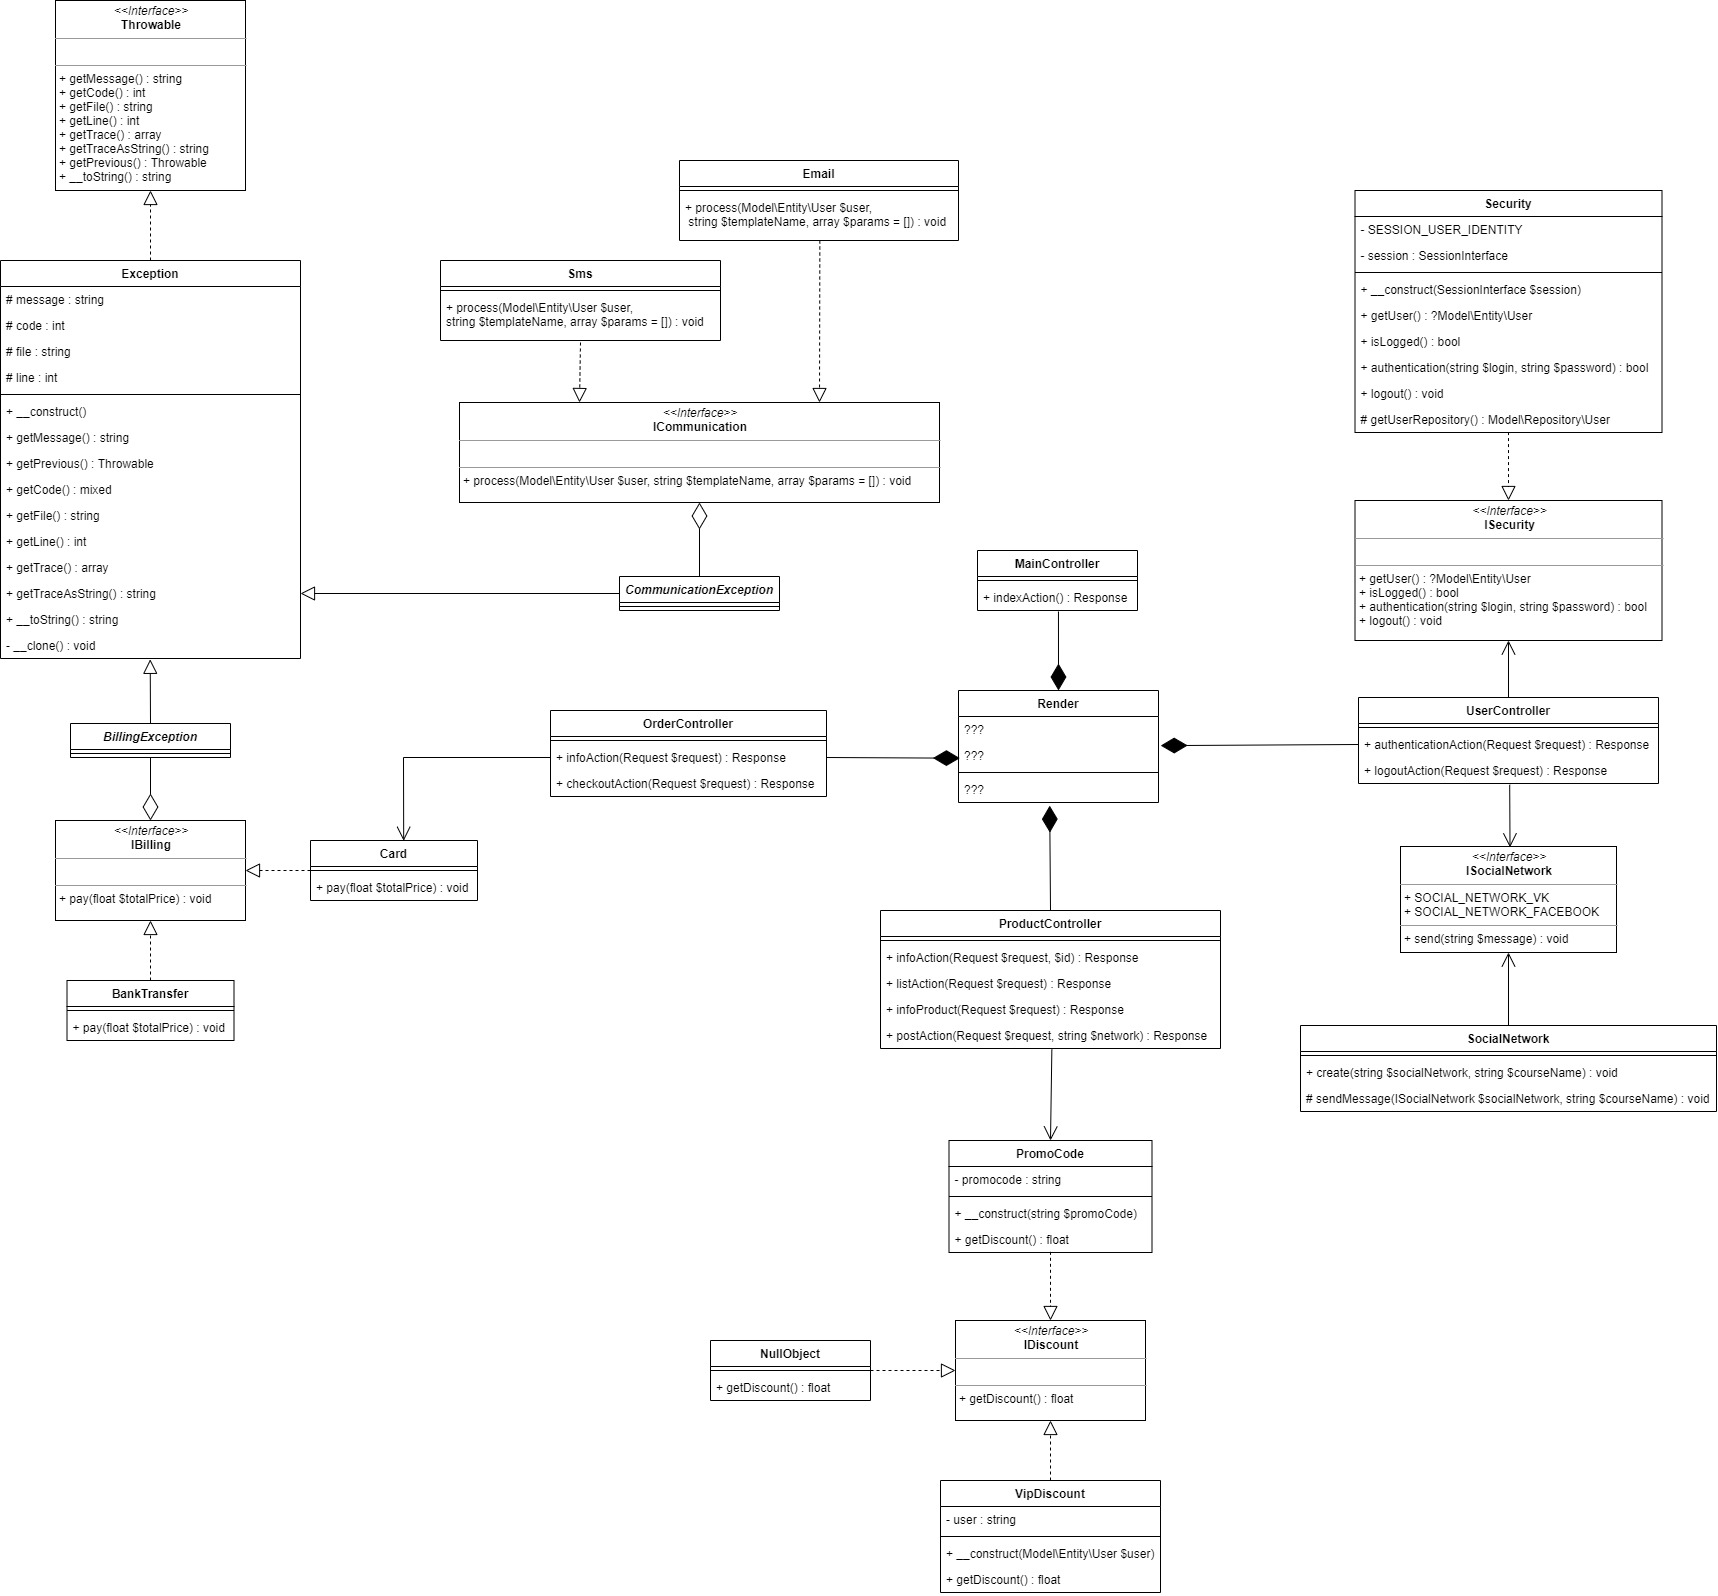 <<Interface>>
Throwable
+ getMessage() : string
+ getCode() : int
+ getFile() : string
+ getLine() : int
+ getTrace() : array
+ getTraceAsString() : string
+ getPrevious() : Throwable
+ __toString() : string
Exception
# message : string
# code : int
# file : string
# line : int
+ __construct()
+ getMessage() : string
+ getPrevious() : Throwable
+ getCode() : mixed
+ getFile() : string
+ getLine() : int
+ getTrace() : array
+ getTraceAsString() : string
+ __toString() : string
- __clone() : void
Email
+ process(Model\Entity\User $user,
string $templateName, array $params = []) : void
Sms
+ process(Model\Entity\User $user,
string $templateName, array $params = []) : void
<<Interface>>
ICommunication
+ process(Model\Entity\User $user, string $templateName, array $params = []) : void
CommunicationException
Security
- SESSION_USER_IDENTITY
- session : SessionInterface
+ __construct(SessionInterface $session)
+ getUser() : ?Model\Entity\User
+ isLogged() : bool
+ authentication(string $login, string $password) : bool
+ logout() : void
# getUserRepository() : Model\Repository\User
<<Interface>>
ISecurity
+ getUser() : ?Model\Entity\User
+ isLogged() : bool
+ authentication(string $login, string $password) : bool
+ logout() : void
MainController
+ indexAction() : Response
Render
???
???
???
OrderController
+ infoAction(Request $request) : Response
+ checkoutAction(Request $request) : Response
UserController
+ authenticationAction(Request $request) : Response
+ logoutAction(Request $request) : Response
BillingException
<<Interface>>
IBilling
+ pay(float $totalPrice) : void
Card
+ pay(float $totalPrice) : void
BankTransfer
+ pay(float $totalPrice) : void
<<Interface>>
ISocialNetwork
+ SOCIAL_NETWORK_VK
+ SOCIAL_NETWORK_FACEBOOK
+ send(string $message) : void
ProductController
+ infoAction(Request $request, $id) : Response
+ listAction(Request $request) : Response
+ infoProduct(Request $request) : Response
+ postAction(Request $request, string $network) : Response
SocialNetwork
+ create(string $socialNetwork, string $courseName) : void
# sendMessage(ISocialNetwork $socialNetwork, string $courseName) : void
PromoCode
- promocode : string
+ __construct(string $promoCode)
+ getDiscount() : float
NullObject
+ getDiscount() : float
<<Interface>>
IDiscount
+ getDiscount() : float
VipDiscount
- user : string
+ __construct(Model\Entity\User $user)
+ getDiscount() : float